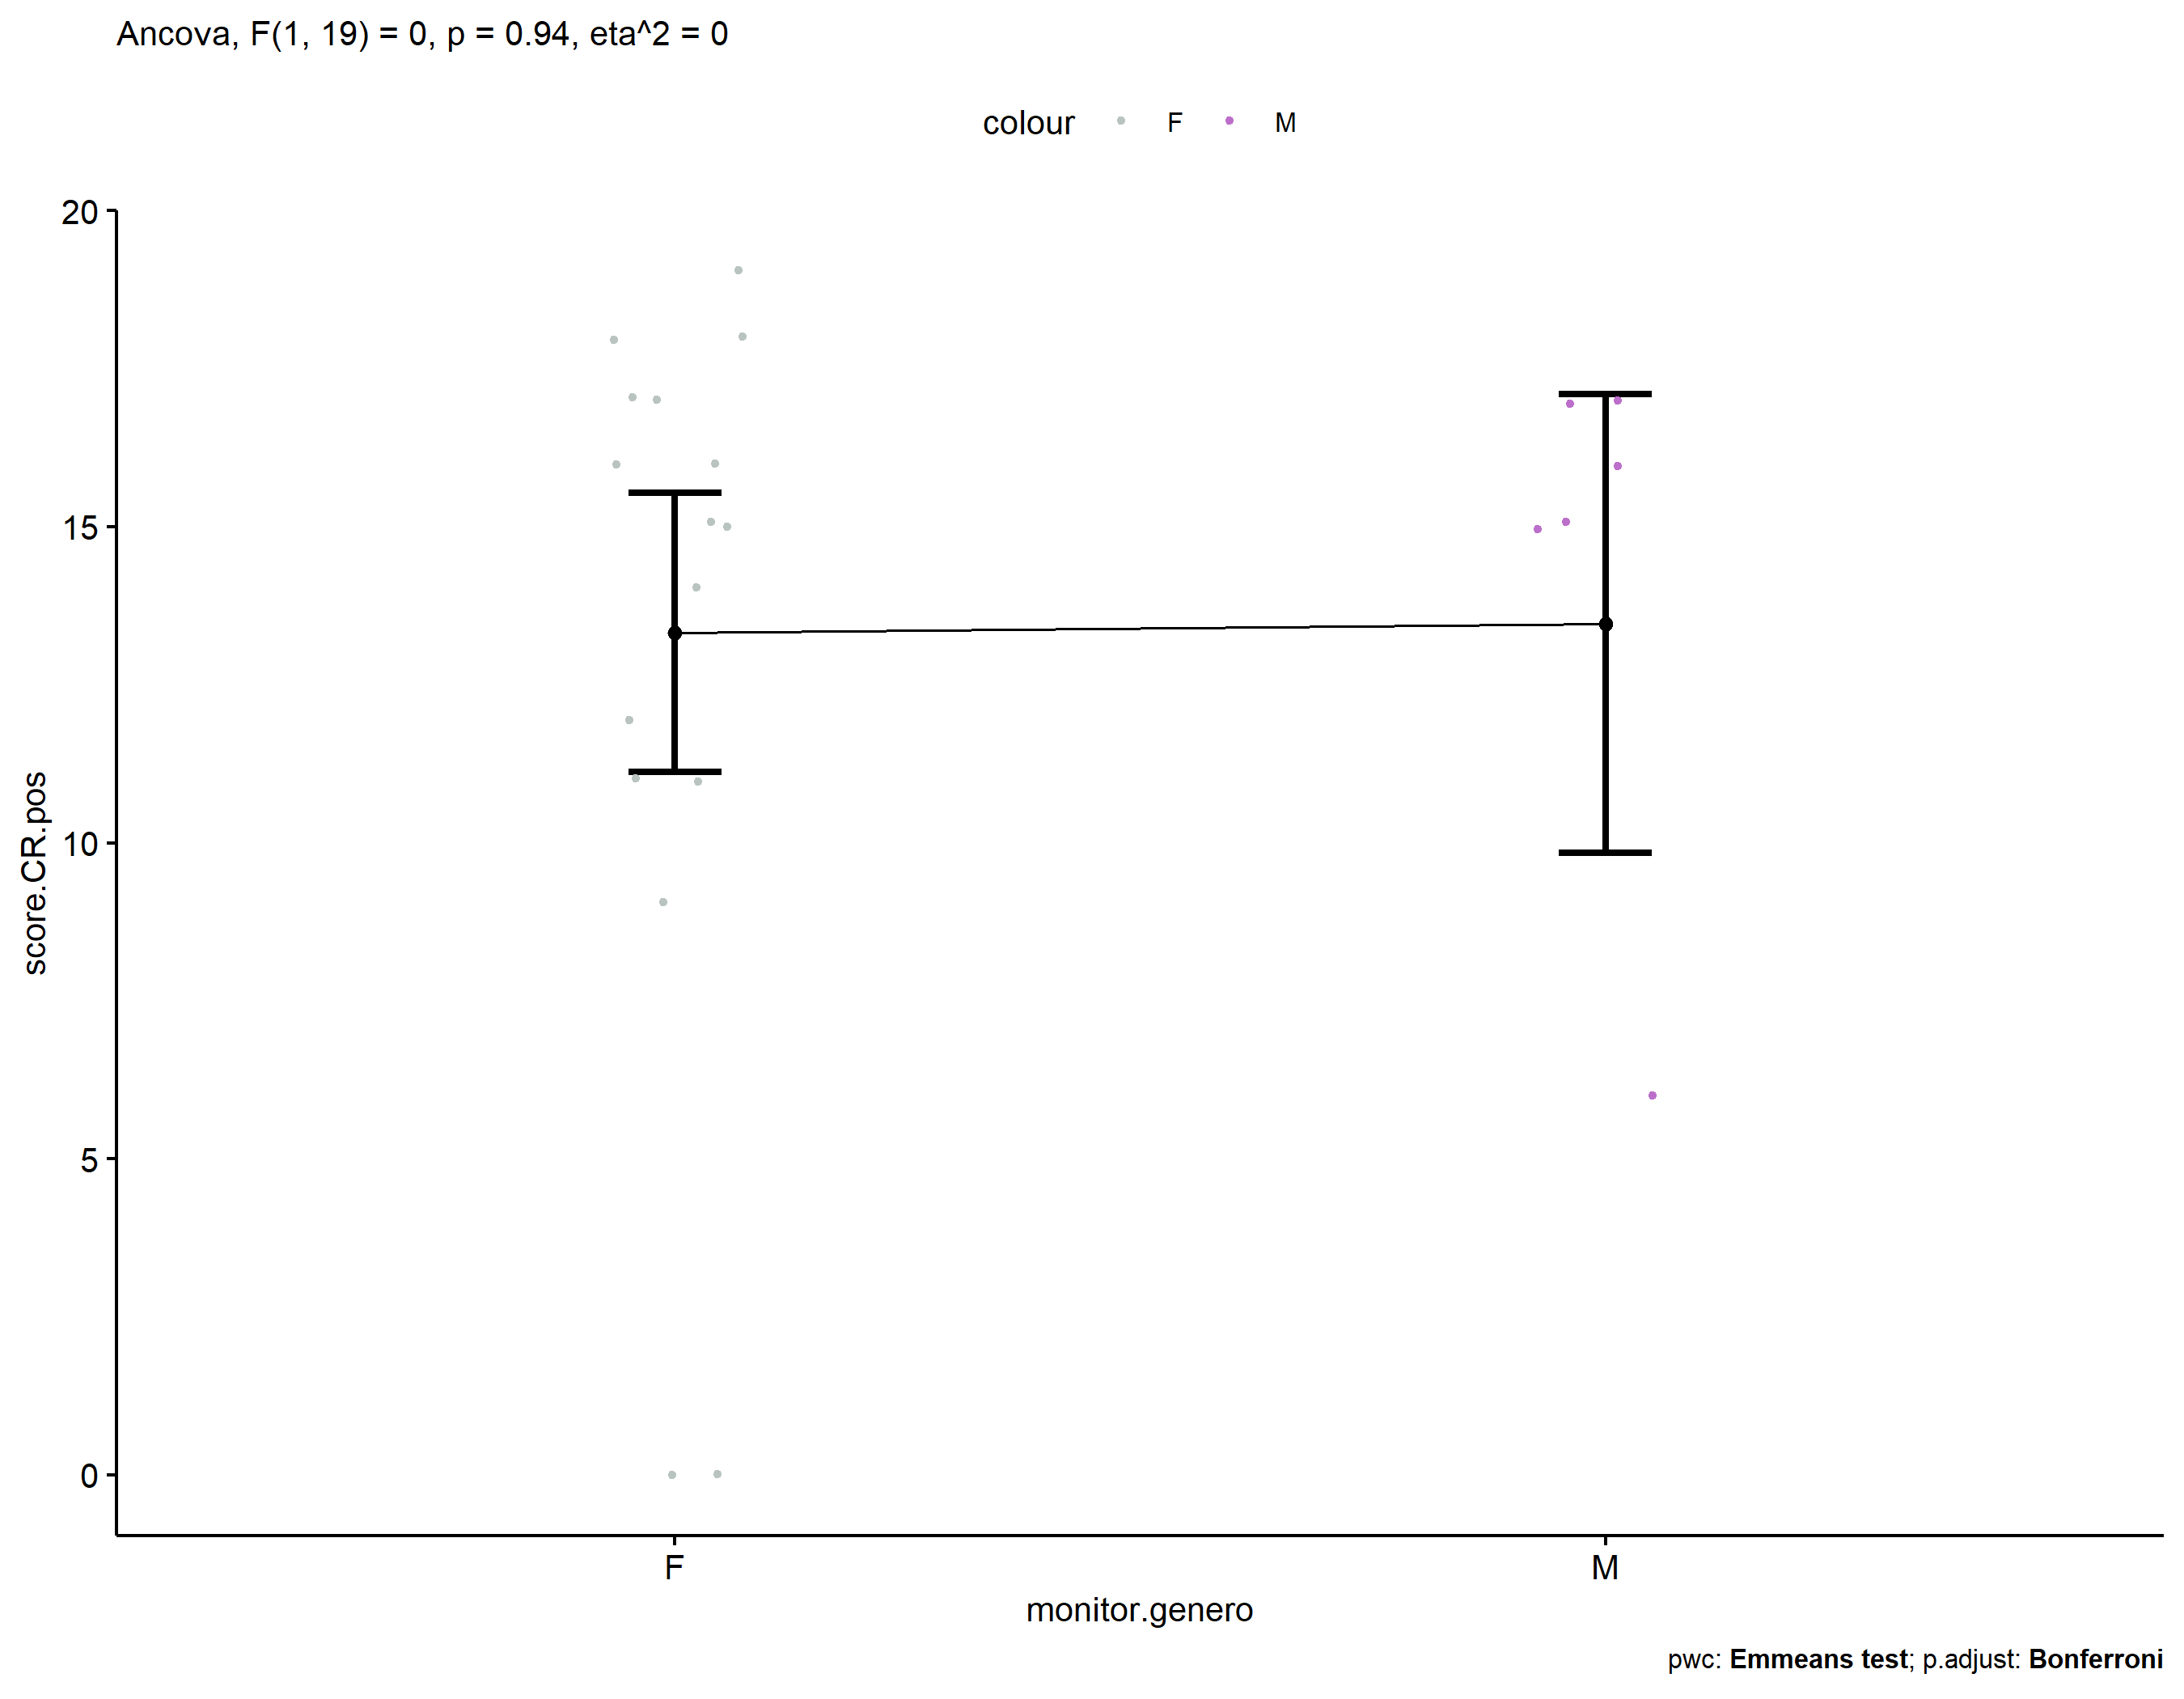 Ancova, F(1, 19) = 0, p = 0.94, eta^2 = 0
colour F M
20
15
10
5
0
score.CR.pos
F M
monitor.genero
pwc: Emmeans test; p.adjust: Bonferroni